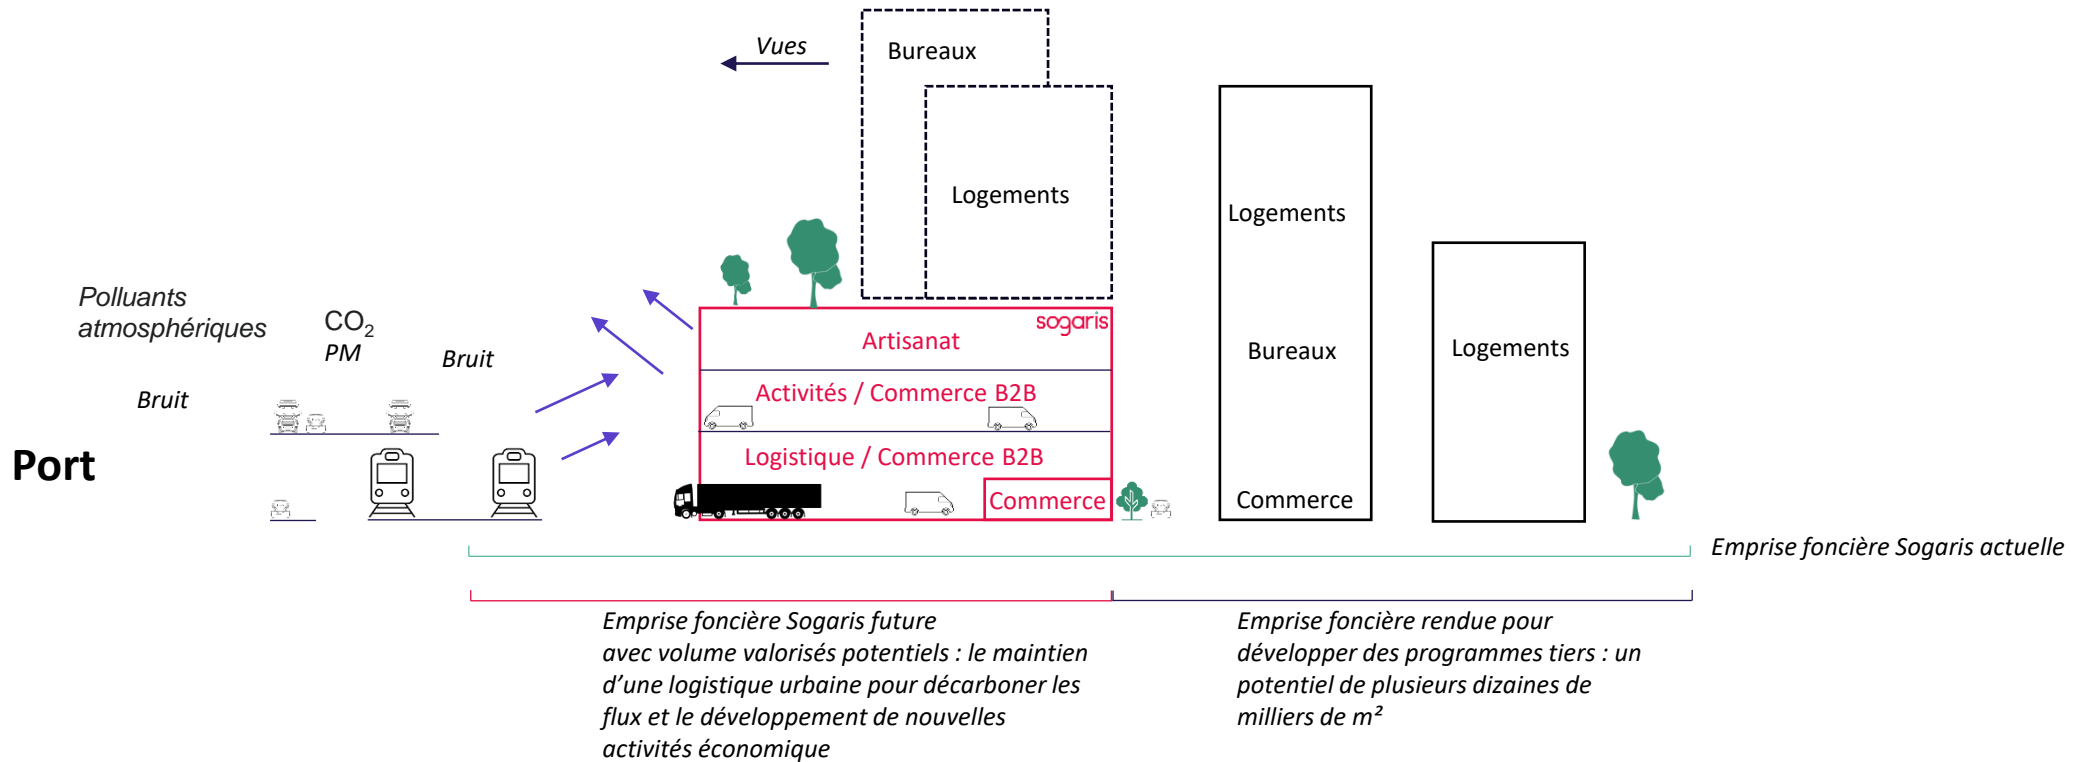 Vues
Bureaux
Logements
Logements
Bureaux
Commerce
Logements
Polluants
atmosphériques
CO₂
PM
Bruit
Bruit
Port
sogaris
Artisanat
Activités / Commerce B2B
Logistique / Commerce B2B
Commerce
Emprise foncière Sogaris actuelle
Emprise foncière Sogaris future
avec volume valorisés potentiels : le maintien
d’une logistique urbaine pour décarboner les
flux et le développement de nouvelles
activités économique
Emprise foncière rendue pour
développer des programmes tiers : un
potentiel de plusieurs dizaines de
milliers de m²